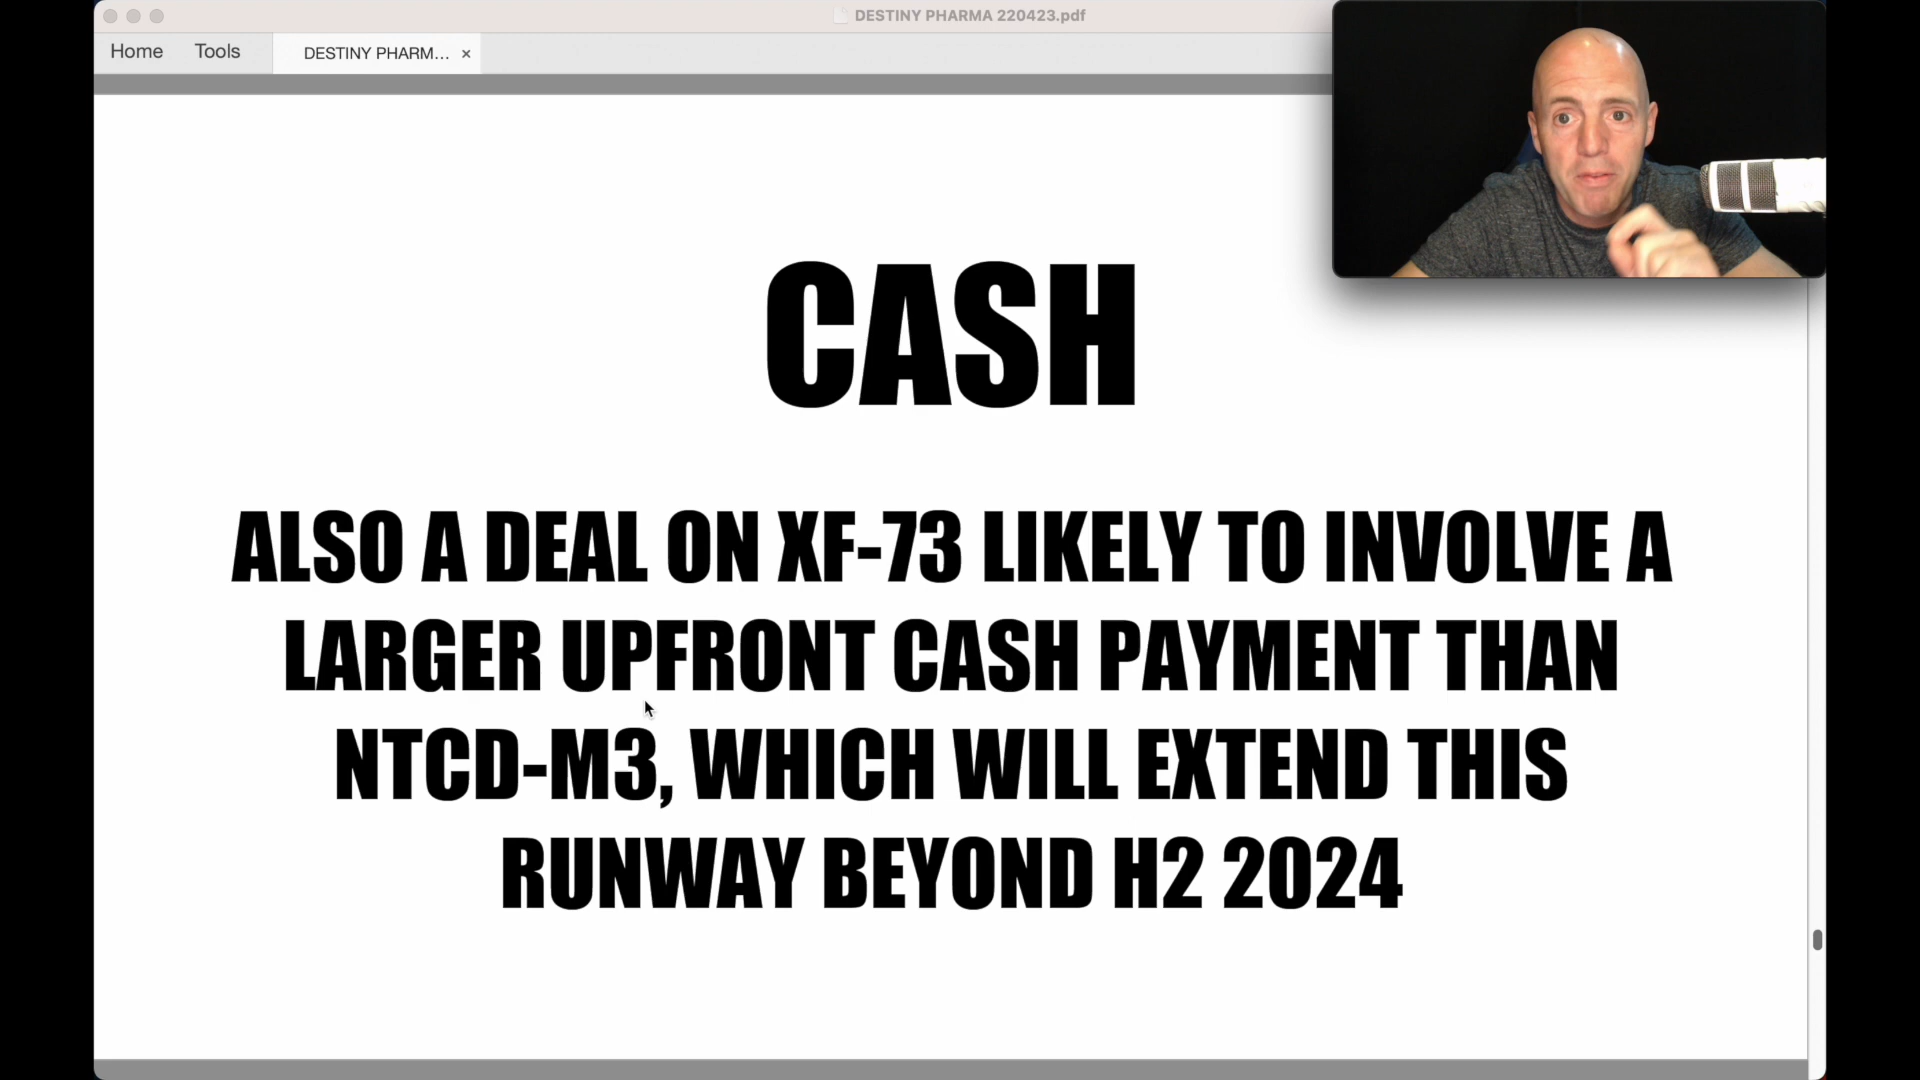 DESTINY PHARMA 220423.pdf
Home Tools DESTINY PHARM... ×
CASH
ALSO A DEAL ON XF-73 LIKELY TO INVOLVE A
LARGER UPFRONT CASH PAYMENT THAN
NTCD-M3, WHICH WILL EXTEND THIS
RUNWAY BEYOND H2 2024